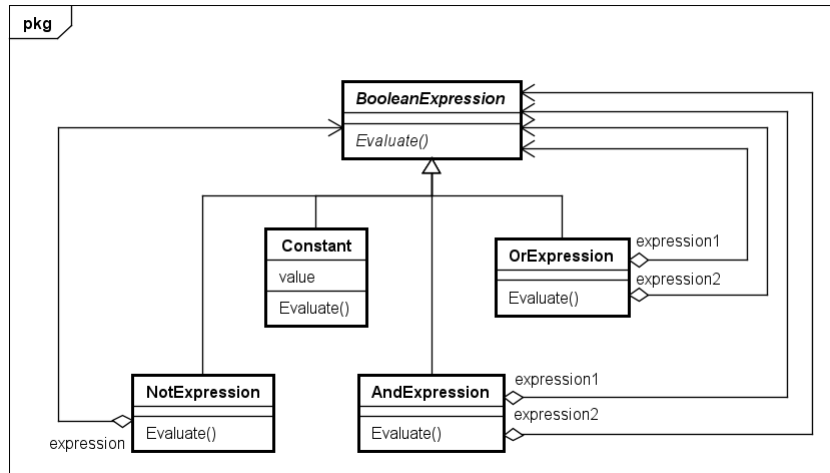 pkg
BooleanExpression
Evaluate()
Constant
value
Evaluate()
OrExpression
Evaluate()
expression1
expression2
NotExpression
Evaluate()
expression
AndExpression
Evaluate()
expression1
expression2